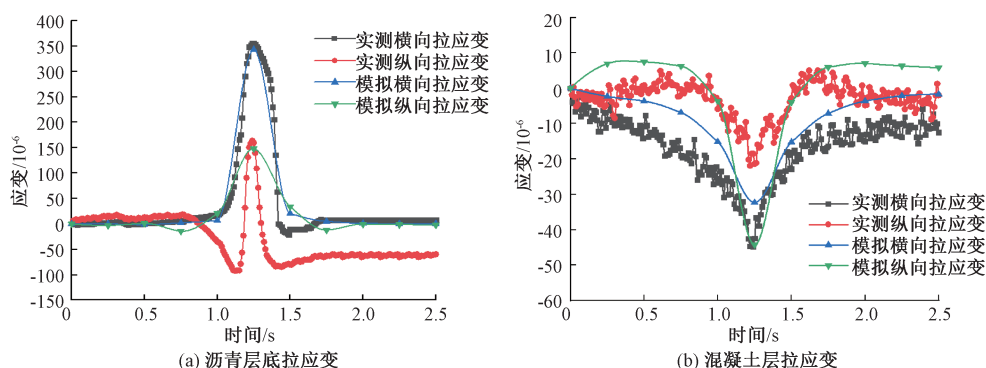 400
350
300
250
200
150
100
50
0
-50
-100
-150
应变/10-6
0 0.5 1.0 1.5 2.0 2.5
时间/s
实测横向拉应变
实测纵向拉应变
模拟横向拉应变
模拟纵向拉应变
(a) 沥青层底拉应变
20
10
0
-10
-20
-30
-40
-50
-60
应变/10-6
0 0.5 1.0 1.5 2.0 2.5
时间/s
实测横向拉应变
实测纵向拉应变
模拟横向拉应变
模拟纵向拉应变
(b) 混凝土层拉应变